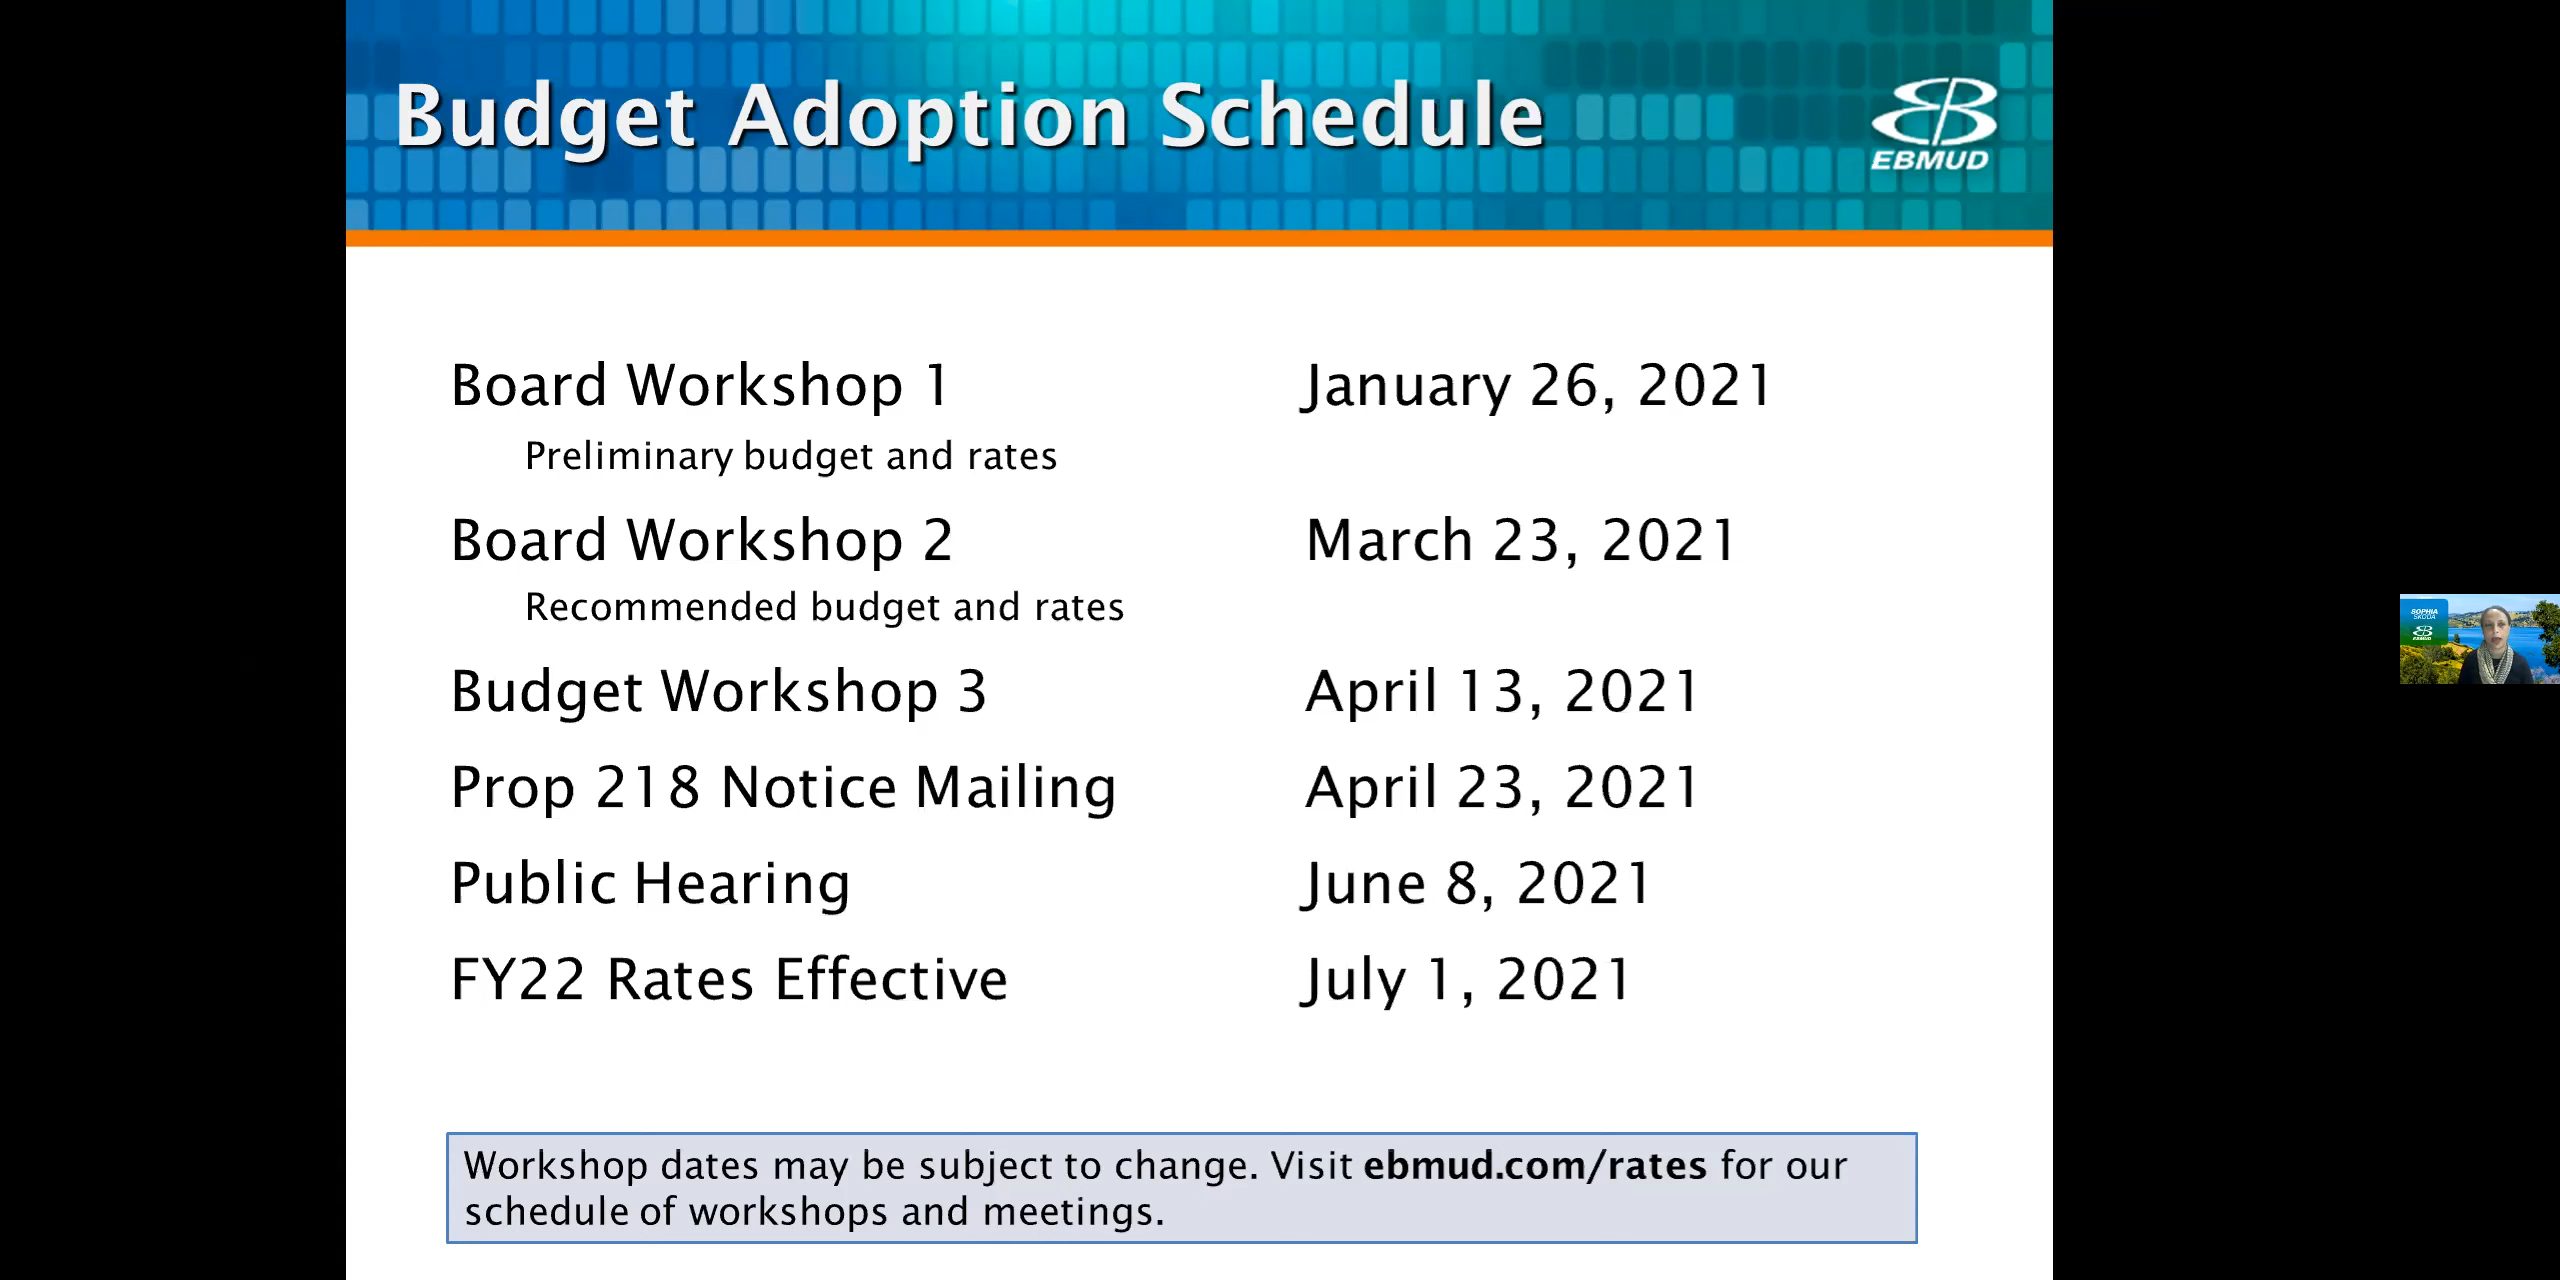 Budget Adoption Schedule
EBMUD
Board Workshop 1 January 26, 2021
Preliminary budget and rates
Board Workshop 2 March 23, 2021
Recommended budget and rates
Budget Workshop 3 April 13, 2021
Prop 218 Notice Mailing April 23, 2021
Public Hearing June 8, 2021
FY22 Rates Effective July 1, 2021
Workshop dates may be subject to change. Visit ebmud.com/rates for our
schedule of workshops and meetings.
SOPHIA
SKODA
EBMUD